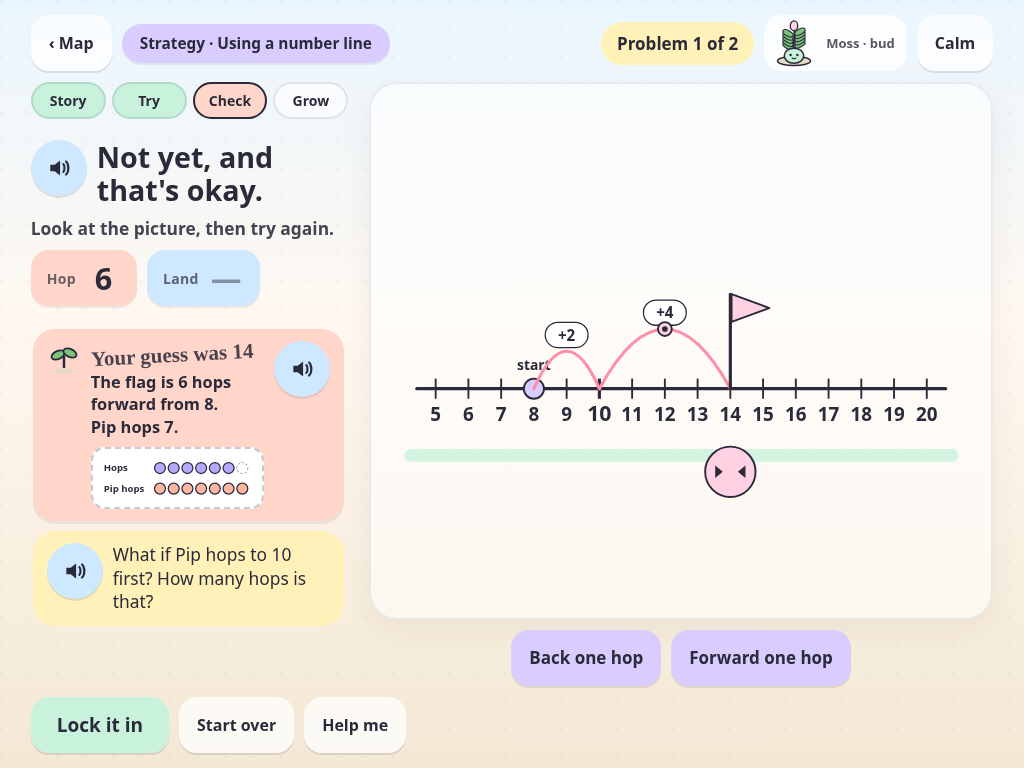 ‹ Map
Strategy · Using a number line
Problem 1 of 2
Moss · bud
Calm
Story
Try
Check
Grow
Not yet, and
that's okay.
Look at the picture, then try again.
Hop 6
Land —
Your guess was 14
The flag is 6 hops
forward from 8.
Pip hops 7.
Hops
Pip hops
What if Pip hops to 10
first? How many hops is
that?
+4
+2
start
5 6 7 8 9 10 11 12 13 14 15 16 17 18 19 20
Back one hop
Forward one hop
Lock it in
Start over
Help me